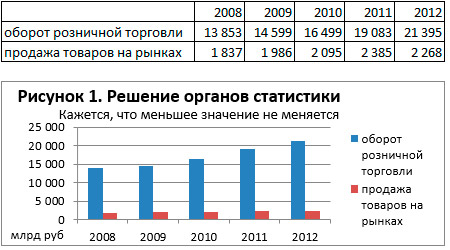 2008 2009 2010 2011 2012
оборот розничной торговли 13 853 14 599 16 499 19 083 21 395
продажа товаров на рынках 1 837 1 986 2 095 2 385 2 268
Рисунок 1. Решение органов статистики
Кажется, что меньшее значение не меняется
25 000
20 000
15 000
10 000
5 000
0
млрд руб
2008 2009 2010 2011 2012
оборот
розничной
торговли
продажа
товаров на
рынках